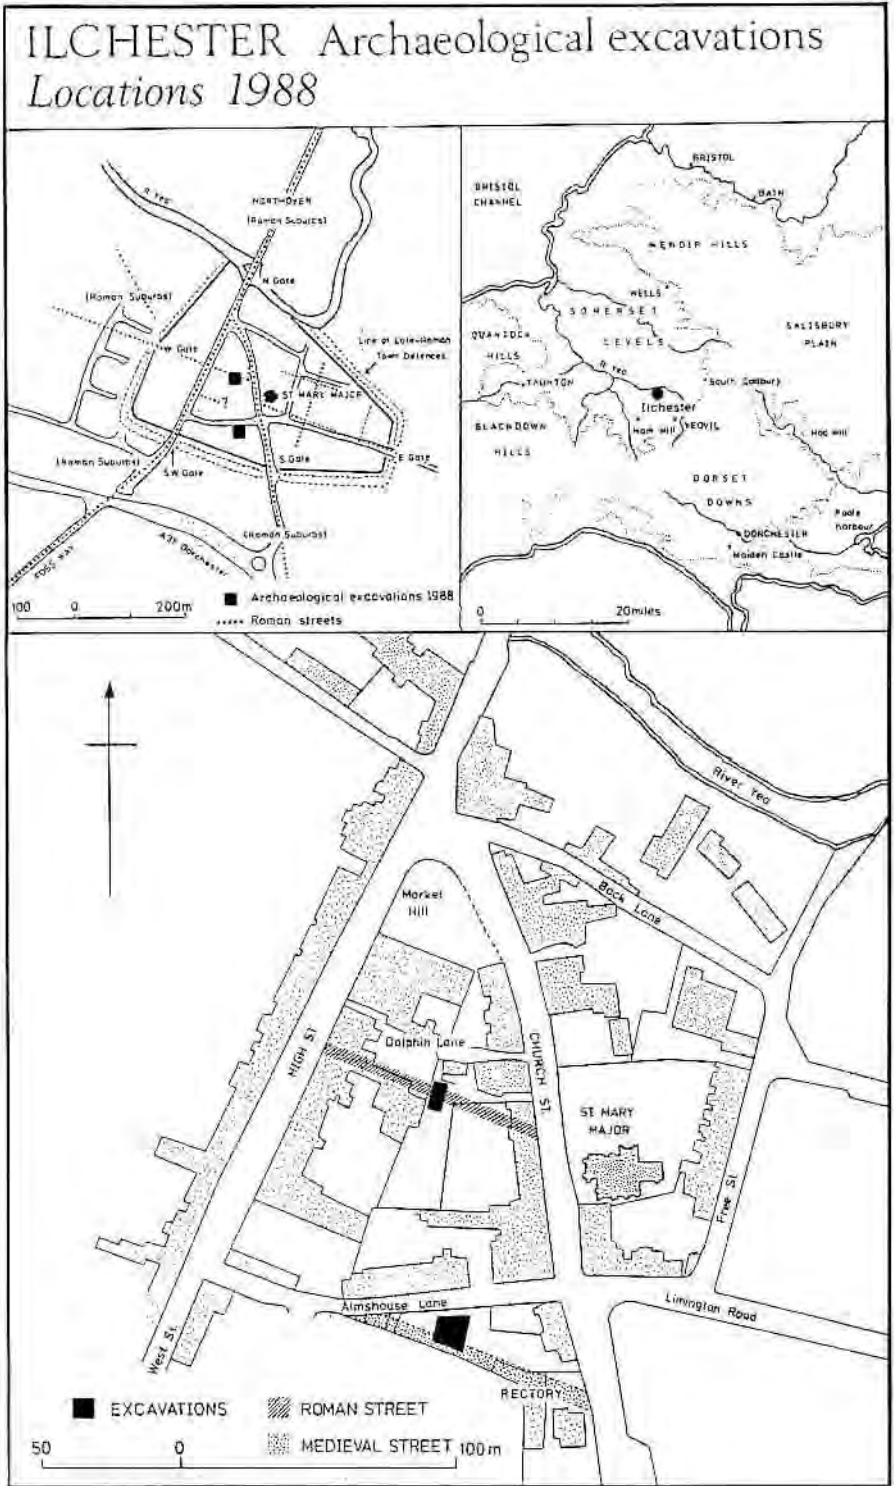 ILCHESTER Archaeological excavations
Locations 1988
R Yeo
NORTHOVER
(Roman Suburbs)
N. Gate
(Roman Suburbs)
Line of Late-Roman
Town Defences
W Gate
ST MARY MAJOR
?
(Roman Suburbs)
S.W. Gate
S. Gate
E. Gate
(Roman Suburbs)
FOSS WAY
A37 Dorchester
100 0 200m
Archaeological excavations 1988
Roman streets
BRISTOL
CHANNEL
BRISTOL
BATH
MENDIP HILLS
WELLS
SOMERSET
LEVELS
SALISBURY
PLAIN
QUANTOCK
HILLS
R Yeo
TAUNTON
South Cadbury
Ilchester
BLACKDOWN
HILLS
Ham Hill
YEOVIL
Hod Hill
DORSET
DOWNS
Poole
harbour
DORCHESTER
Maiden Castle
0 20miles
River Yeo
Market
Hill
Back Lane
HIGH ST
Dolphin Lane
CHURCH ST.
ST MARY
MAJOR
Free St
Almshouse Lane
Limington Road
West St.
RECTORY
EXCAVATIONS
ROMAN STREET
MEDIEVAL STREET
50 0 100m